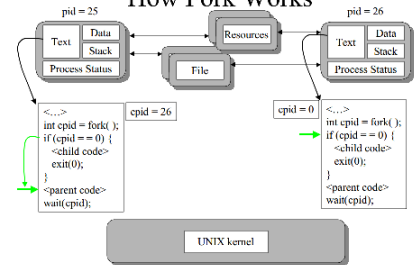 How Fork Works
pid = 25
pid = 26
Text
Data
Stack
Process Status
Resources
File
Text
Data
Stack
Process Status
<...>
int cpid = fork( );
if (cpid == 0) {
<child code>
exit(0);
}
<parent code>
wait(cpid);
cpid = 26
cpid = 0
<...>
int cpid = fork( );
if (cpid == 0) {
<child code>
exit(0);
}
<parent code>
wait(cpid);
UNIX kernel